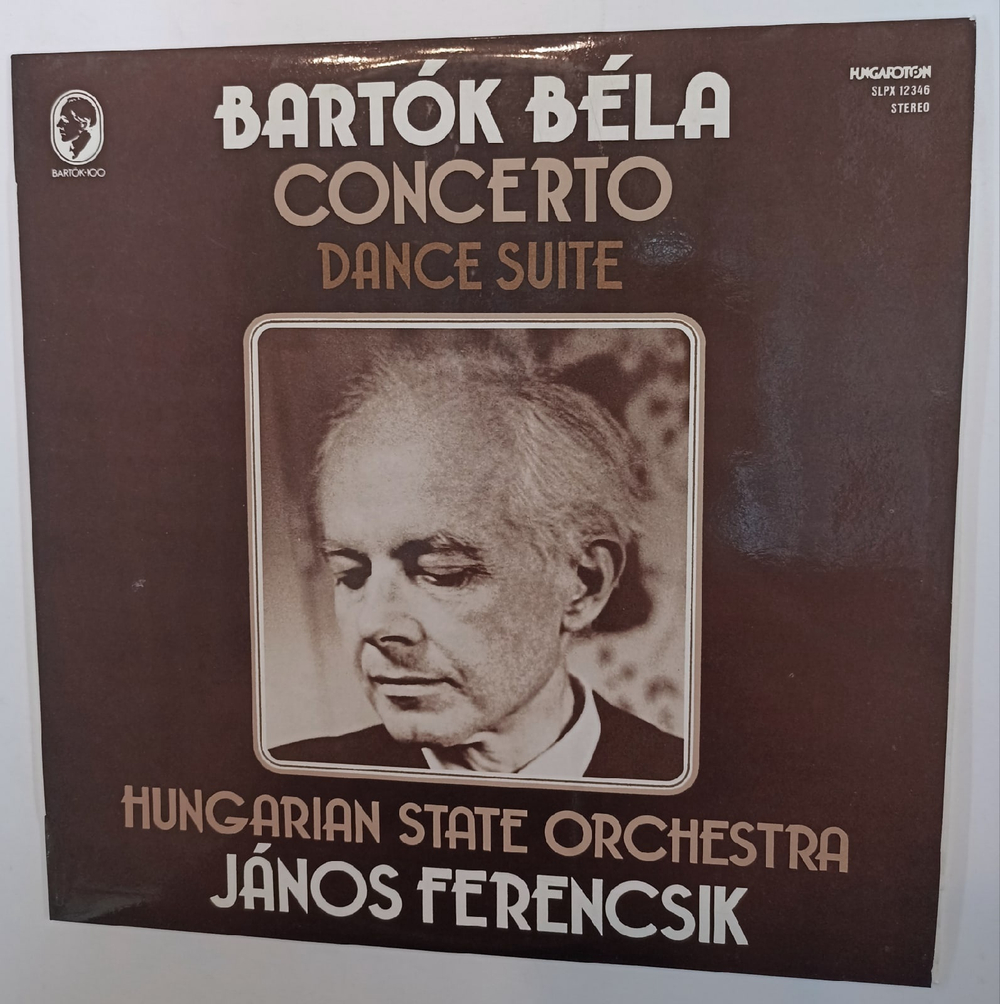 BARTÓK BÉLA
CONCERTO
DANCE SUITE
BARTÓK·100
HUNGAROTON
SLPX 12346
STEREO
HUNGARIAN STATE ORCHESTRA
JÁNOS FERENCSIK